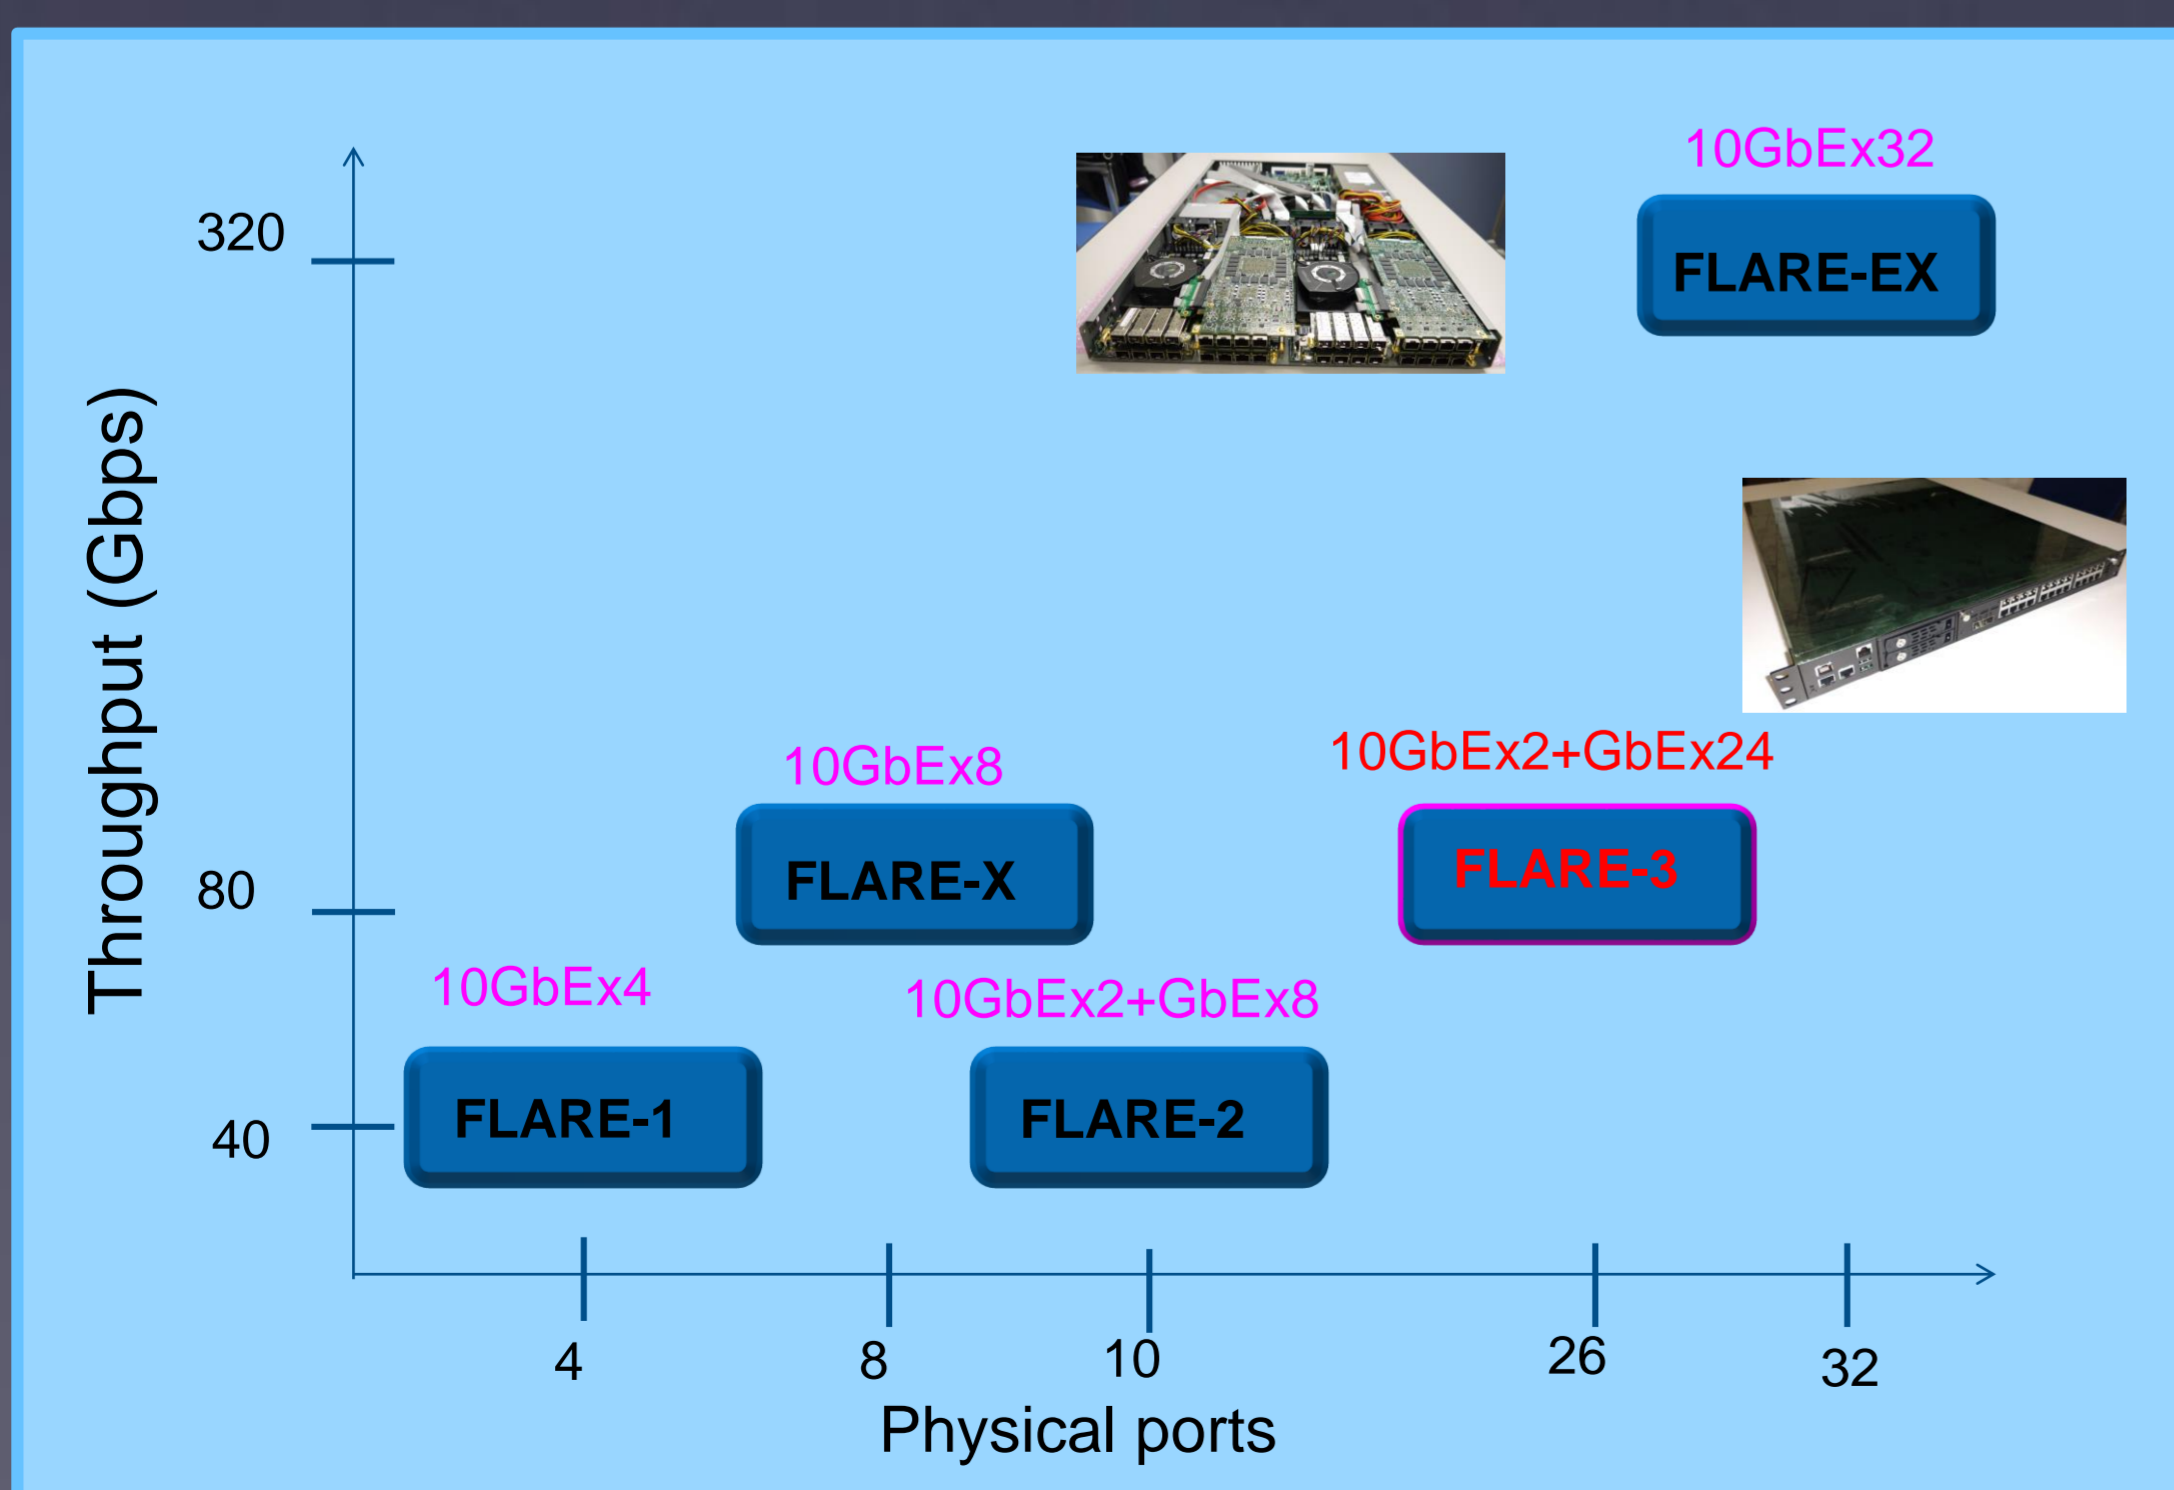 10GbEx32
320
FLARE-EX
Throughput (Gbps)
10GbEx8
10GbEx2+GbEx24
80
FLARE-X
FLARE-3
10GbEx4
10GbEx2+GbEx8
40
FLARE-1
FLARE-2
4
8
10
26
32
Physical ports